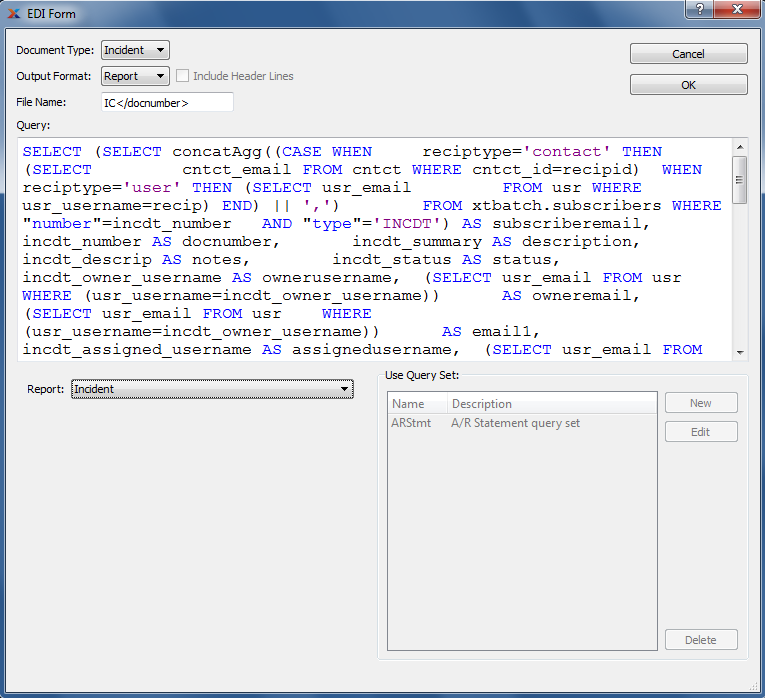 EDI Form
Document Type: Incident
Cancel
Output Format: Report Include Header Lines
OK
File Name: IC</docnumber>
Query:
SELECT (SELECT concatAgg((CASE WHEN reciptype='contact' THEN
(SELECT cntct_email FROM cntct WHERE cntct_id=recipid) WHEN
reciptype='user' THEN (SELECT usr_email FROM usr WHERE
usr_username=recip) END) || ',') FROM xtbatch.subscribers WHERE
"number"=incdt_number AND "type"='INCDT') AS subscriberemail,
incdt_number AS docnumber, incdt_summary AS description,
incdt_descrip AS notes, incdt_status AS status,
incdt_owner_username AS ownerusername, (SELECT usr_email FROM usr
WHERE (usr_username=incdt_owner_username)) AS owneremail,
(SELECT usr_email FROM usr WHERE
(usr_username=incdt_owner_username)) AS email1,
incdt_assigned_username AS assignedusername, (SELECT usr_email FROM
Report: Incident
Use Query Set:
Name Description
ARStmt A/R Statement query set
New
Edit
Delete